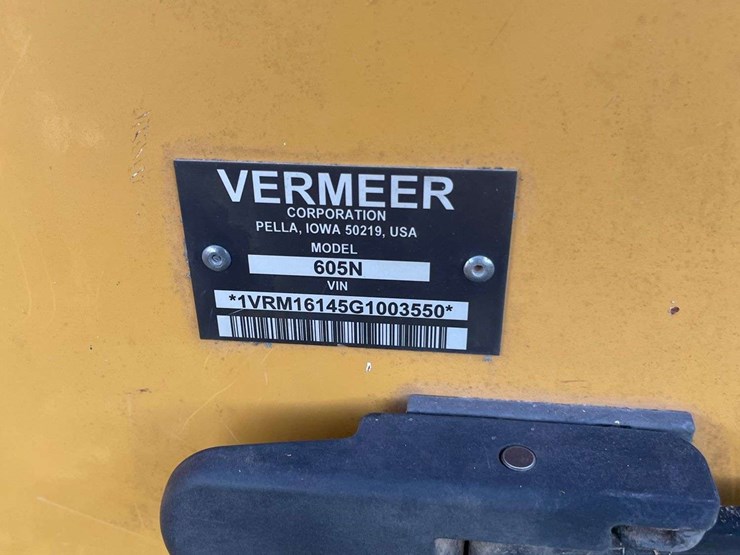 VERMEER
CORPORATION
PELLA, IOWA 50219, USA
MODEL
605N
VIN
*1VRM16145G1003550*